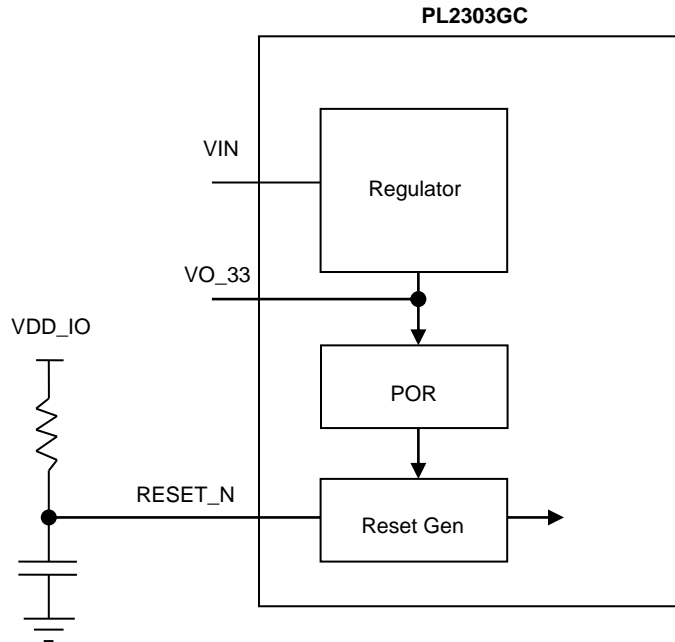 PL2303GC
VIN
Regulator
VO_33
VDD_IO
POR
RESET_N
Reset Gen